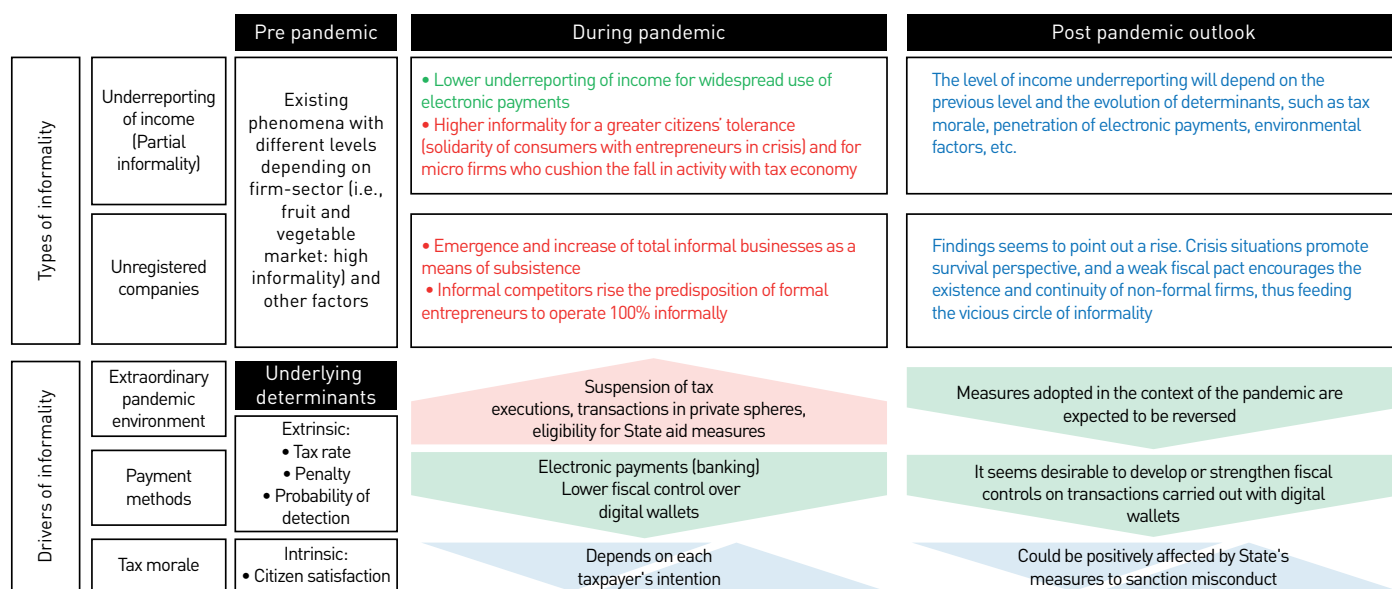 Pre pandemic
During pandemic
Post pandemic outlook
Types of informality
Underreporting
of income
(Partial
informality)
Existing
phenomena with
different levels
depending on
firm-sector (i.e.,
fruit and
vegetable
market: high
informality) and
other factors
• Lower underreporting of income for widespread use of
electronic payments
• Higher informality for a greater citizens' tolerance
(solidarity of consumers with entrepreneurs in crisis) and for
micro firms who cushion the fall in activity with tax economy
The level of income underreporting will depend on the
previous level and the evolution of determinants, such as tax
morale, penetration of electronic payments, environmental
factors, etc.
Unregistered
companies
• Emergence and increase of total informal businesses as a
means of subsistence
• Informal competitors rise the predisposition of formal
entrepreneurs to operate 100% informally
Findings seems to point out a rise. Crisis situations promote
survival perspective, and a weak fiscal pact encourages the
existence and continuity of non-formal firms, thus feeding
the vicious circle of informality
Drivers of informality
Extraordinary
pandemic
environment
Underlying
determinants
Suspension of tax
executions, transactions in private spheres,
eligibility for State aid measures
Measures adopted in the context of the pandemic are
expected to be reversed
Payment
methods
Extrinsic:
• Tax rate
• Penalty
• Probability of
detection
Electronic payments (banking)
Lower fiscal control over
digital wallets
It seems desirable to develop or strengthen fiscal
controls on transactions carried out with digital
wallets
Tax morale
Intrinsic:
• Citizen satisfaction
Depends on each
taxpayer's intention
Could be positively affected by State's
measures to sanction misconduct